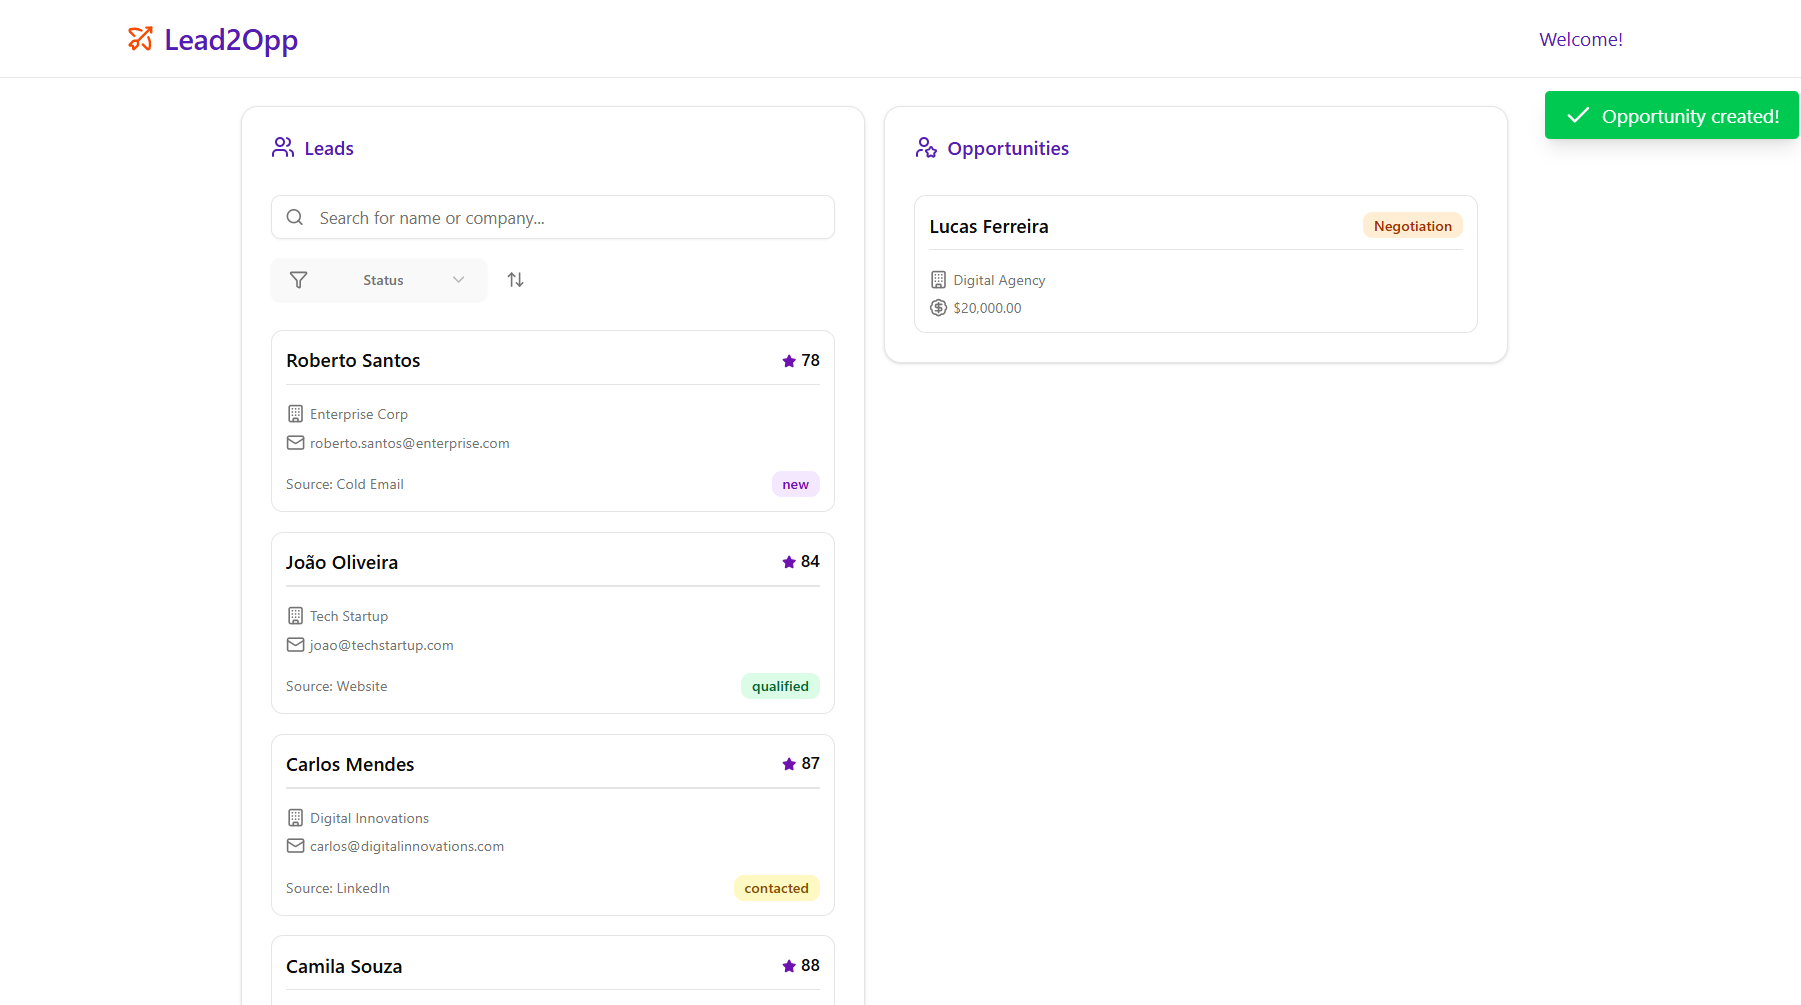 Lead2Opp
Welcome!
Opportunity created!
Leads
Search for name or company...
Status
Roberto Santos
78
Enterprise Corp
roberto.santos@enterprise.com
Source: Cold Email
new
João Oliveira
84
Tech Startup
joao@techstartup.com
Source: Website
qualified
Carlos Mendes
87
Digital Innovations
carlos@digitalinnovations.com
Source: LinkedIn
contacted
Camila Souza
88
Opportunities
Lucas Ferreira
Negotiation
Digital Agency
$20,000.00